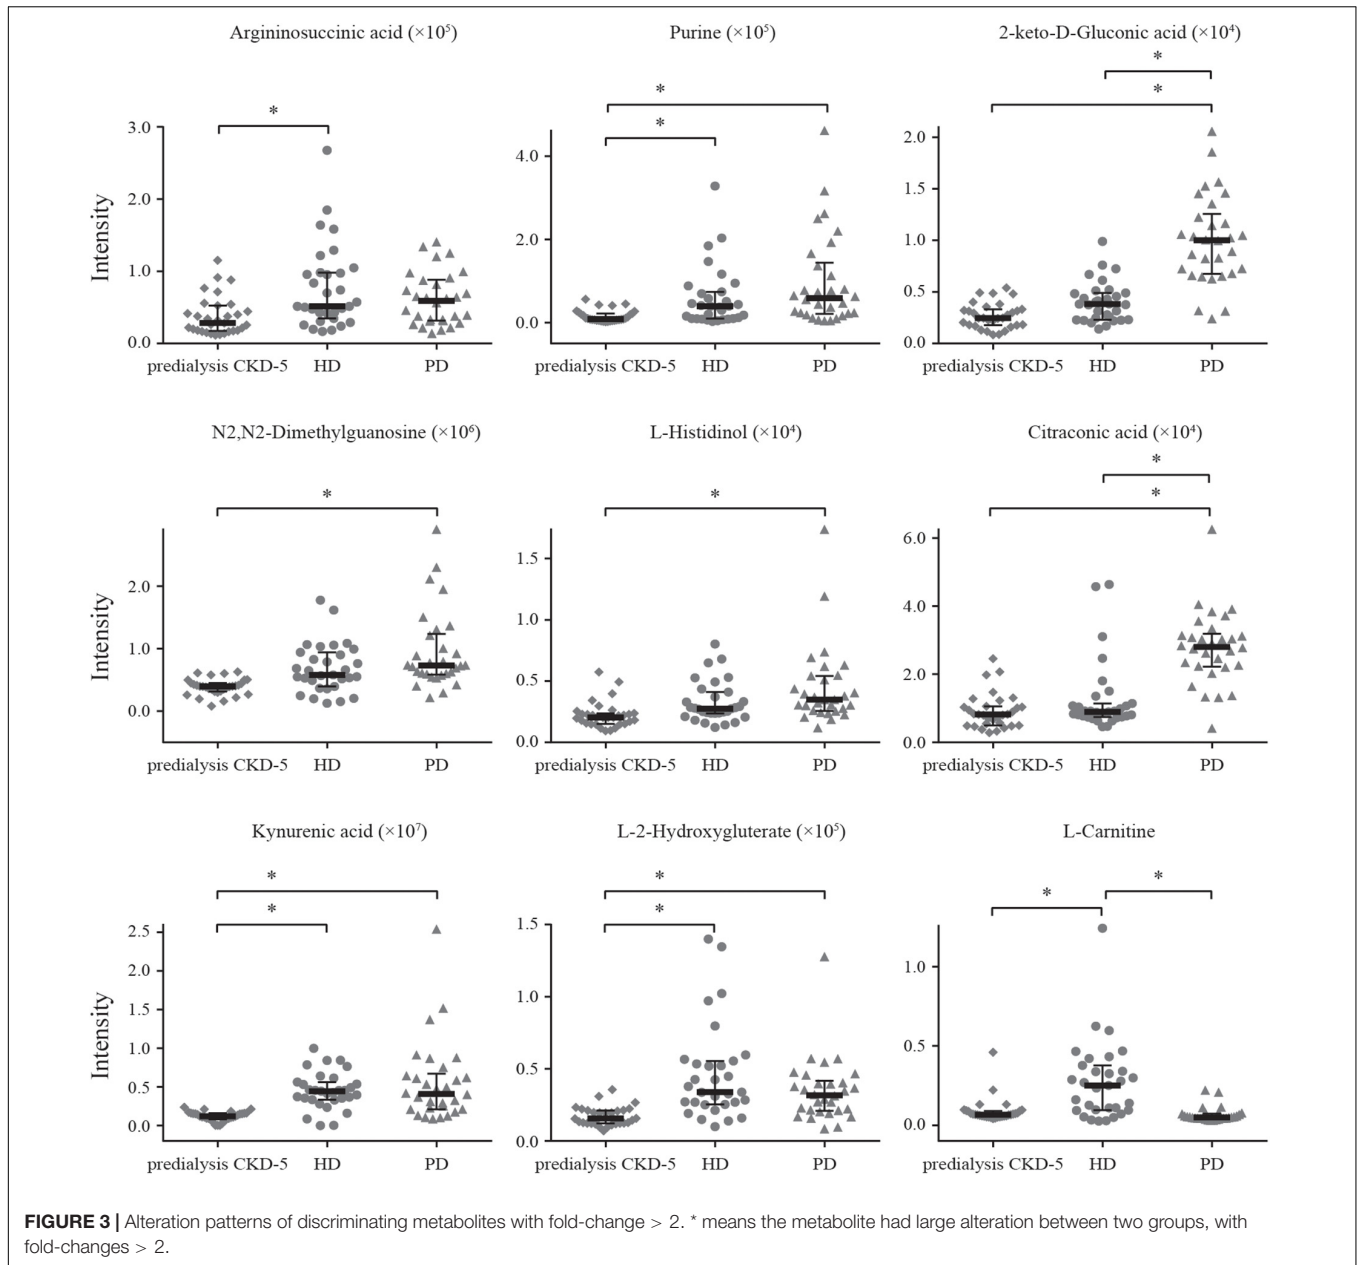 Argininosuccinic acid (×10⁵)
Purine (×10⁵)
2-keto-D-Gluconic acid (×10⁴)
*
*
*
*
*
Intensity
3.0
2.0
1.0
0.0
4.0
2.0
0.0
2.0
1.5
1.0
0.5
0.0
predialysis CKD-5 HD PD
predialysis CKD-5 HD PD
predialysis CKD-5 HD PD
N2,N2-Dimethylguanosine (×10⁶)
L-Histidinol (×10⁴)
Citraconic acid (×10⁴)
*
*
*
*
Intensity
2.0
1.0
0.0
1.5
1.0
0.5
0.0
6.0
4.0
2.0
0.0
predialysis CKD-5 HD PD
predialysis CKD-5 HD PD
predialysis CKD-5 HD PD
Kynurenic acid (×10⁷)
L-2-Hydroxygluterate (×10⁵)
L-Carnitine
*
*
*
*
*
*
Intensity
2.5
2.0
1.5
1.0
0.5
0.0
1.5
1.0
0.5
0.0
1.0
0.5
0.0
predialysis CKD-5 HD PD
predialysis CKD-5 HD PD
predialysis CKD-5 HD PD
FIGURE 3 | Alteration patterns of discriminating metabolites with fold-change > 2. * means the metabolite had large alteration between two groups, with
fold-changes > 2.